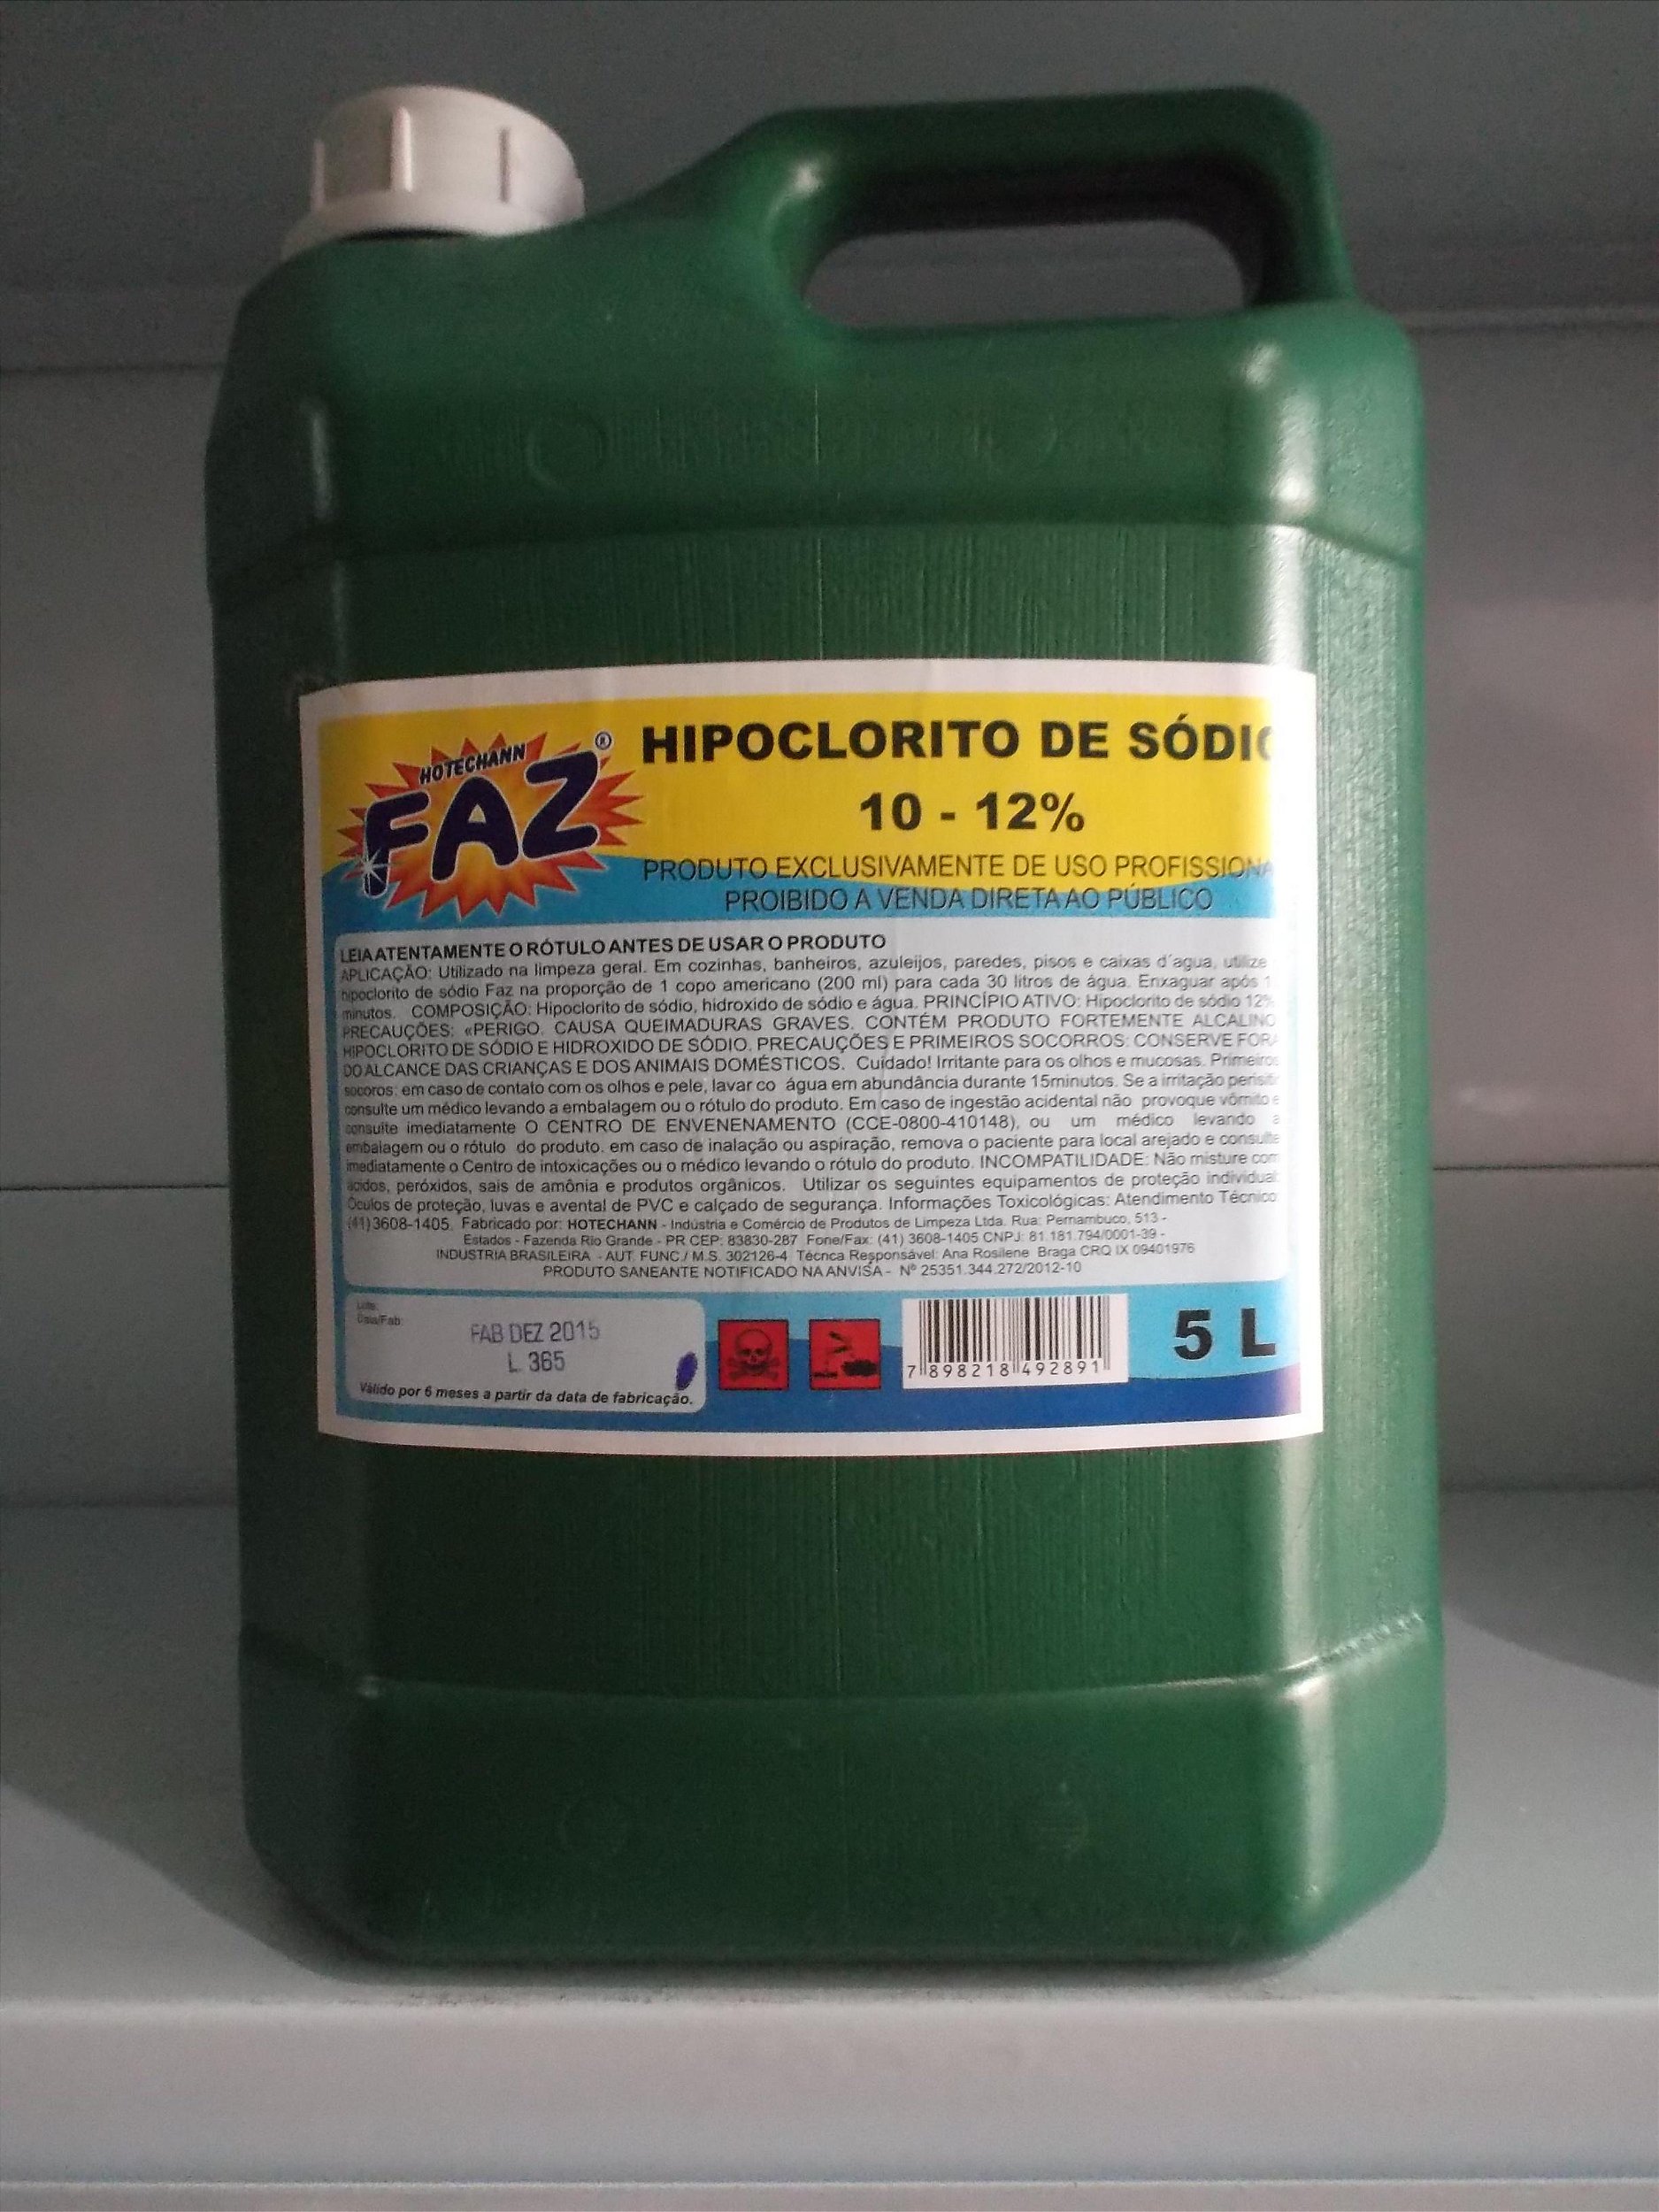 HOTECHANN
FAZ
®
HIPOCLORITO DE SÓDIO
10 - 12%
PRODUTO EXCLUSIVAMENTE DE USO PROFISSIONA
PROIBIDO A VENDA DIRETA AO PÚBLICO
LEIA ATENTAMENTE O RÓTULO ANTES DE USAR O PRODUTO
APLICAÇÃO: Utilizado na limpeza geral. Em cozinhas, banheiros, azuleijos, paredes, pisos e caixas d´agua, utilize
hipoclorito de sódio Faz na proporção de 1 copo americano (200 ml) para cada 30 litros de água. Enxaguar após 1
minutos. COMPOSIÇÃO: Hipoclorito de sódio, hidroxido de sódio e água. PRINCÍPIO ATIVO: Hipoclorito de sódio 12%
PRECAUÇÕES: «PERIGO. CAUSA QUEIMADURAS GRAVES. CONTÉM PRODUTO FORTEMENTE ALCALINO
HIPOCLORITO DE SÓDIO E HIDROXIDO DE SÓDIO. PRECAUÇÕES E PRIMEIROS SOCORROS: CONSERVE FORA
DO ALCANCE DAS CRIANÇAS E DOS ANIMAIS DOMÉSTICOS. Cuidado! Irritante para os olhos e mucosas. Primeiros
socoros: em caso de contato com os olhos e pele, lavar co água em abundância durante 15minutos. Se a irritação
consulte um médico levando a embalagem ou o rótulo do produto. Em caso de ingestão acidental não provoque vômito e
consulte imediatamente O CENTRO DE ENVENENAMENTO (CCE-0800-410148), ou um médico levando a
embalagem ou o rótulo do produto. em caso de inalação ou aspiração, remova o paciente para local arejado e consulte
imediatamente o Centro de intoxicações ou o médico levando o rótulo do produto. INCOMPATILIDADE: Não misture com
ácidos, peróxidos, sais de amônia e produtos orgânicos. Utilizar os seguintes equipamentos de proteção individual:
Óculos de proteção, luvas e avental de PVC e calçado de segurança. Informações Toxicológicas: Atendimento Técnico
(41)3608-1405. Fabricado por: HOTECHANN - Indústria e Comércio de Produtos de Limpeza Ltda. Rua: Pernambuco, 513 -
Estados - Fazenda Rio Grande - PR CEP: 83830-287 Fone/Fax: (41) 3608-1405 CNPJ: 81.181.794/0001-39 -
INDUSTRIA BRASILEIRA - AUT. FUNC./ M.S. 302126-4 Técnca Responsável: Ana Rosilene Braga CRQ IX 09401976
PRODUTO SANEANTE NOTIFICADO NA ANVISA - Nº 25351.344.272/2012-10
Lote:
Data/Fab:
FAB DEZ 2015
L 365
Válido por 6 meses a partir da data de fabricação.
7 898218 492891
5 L